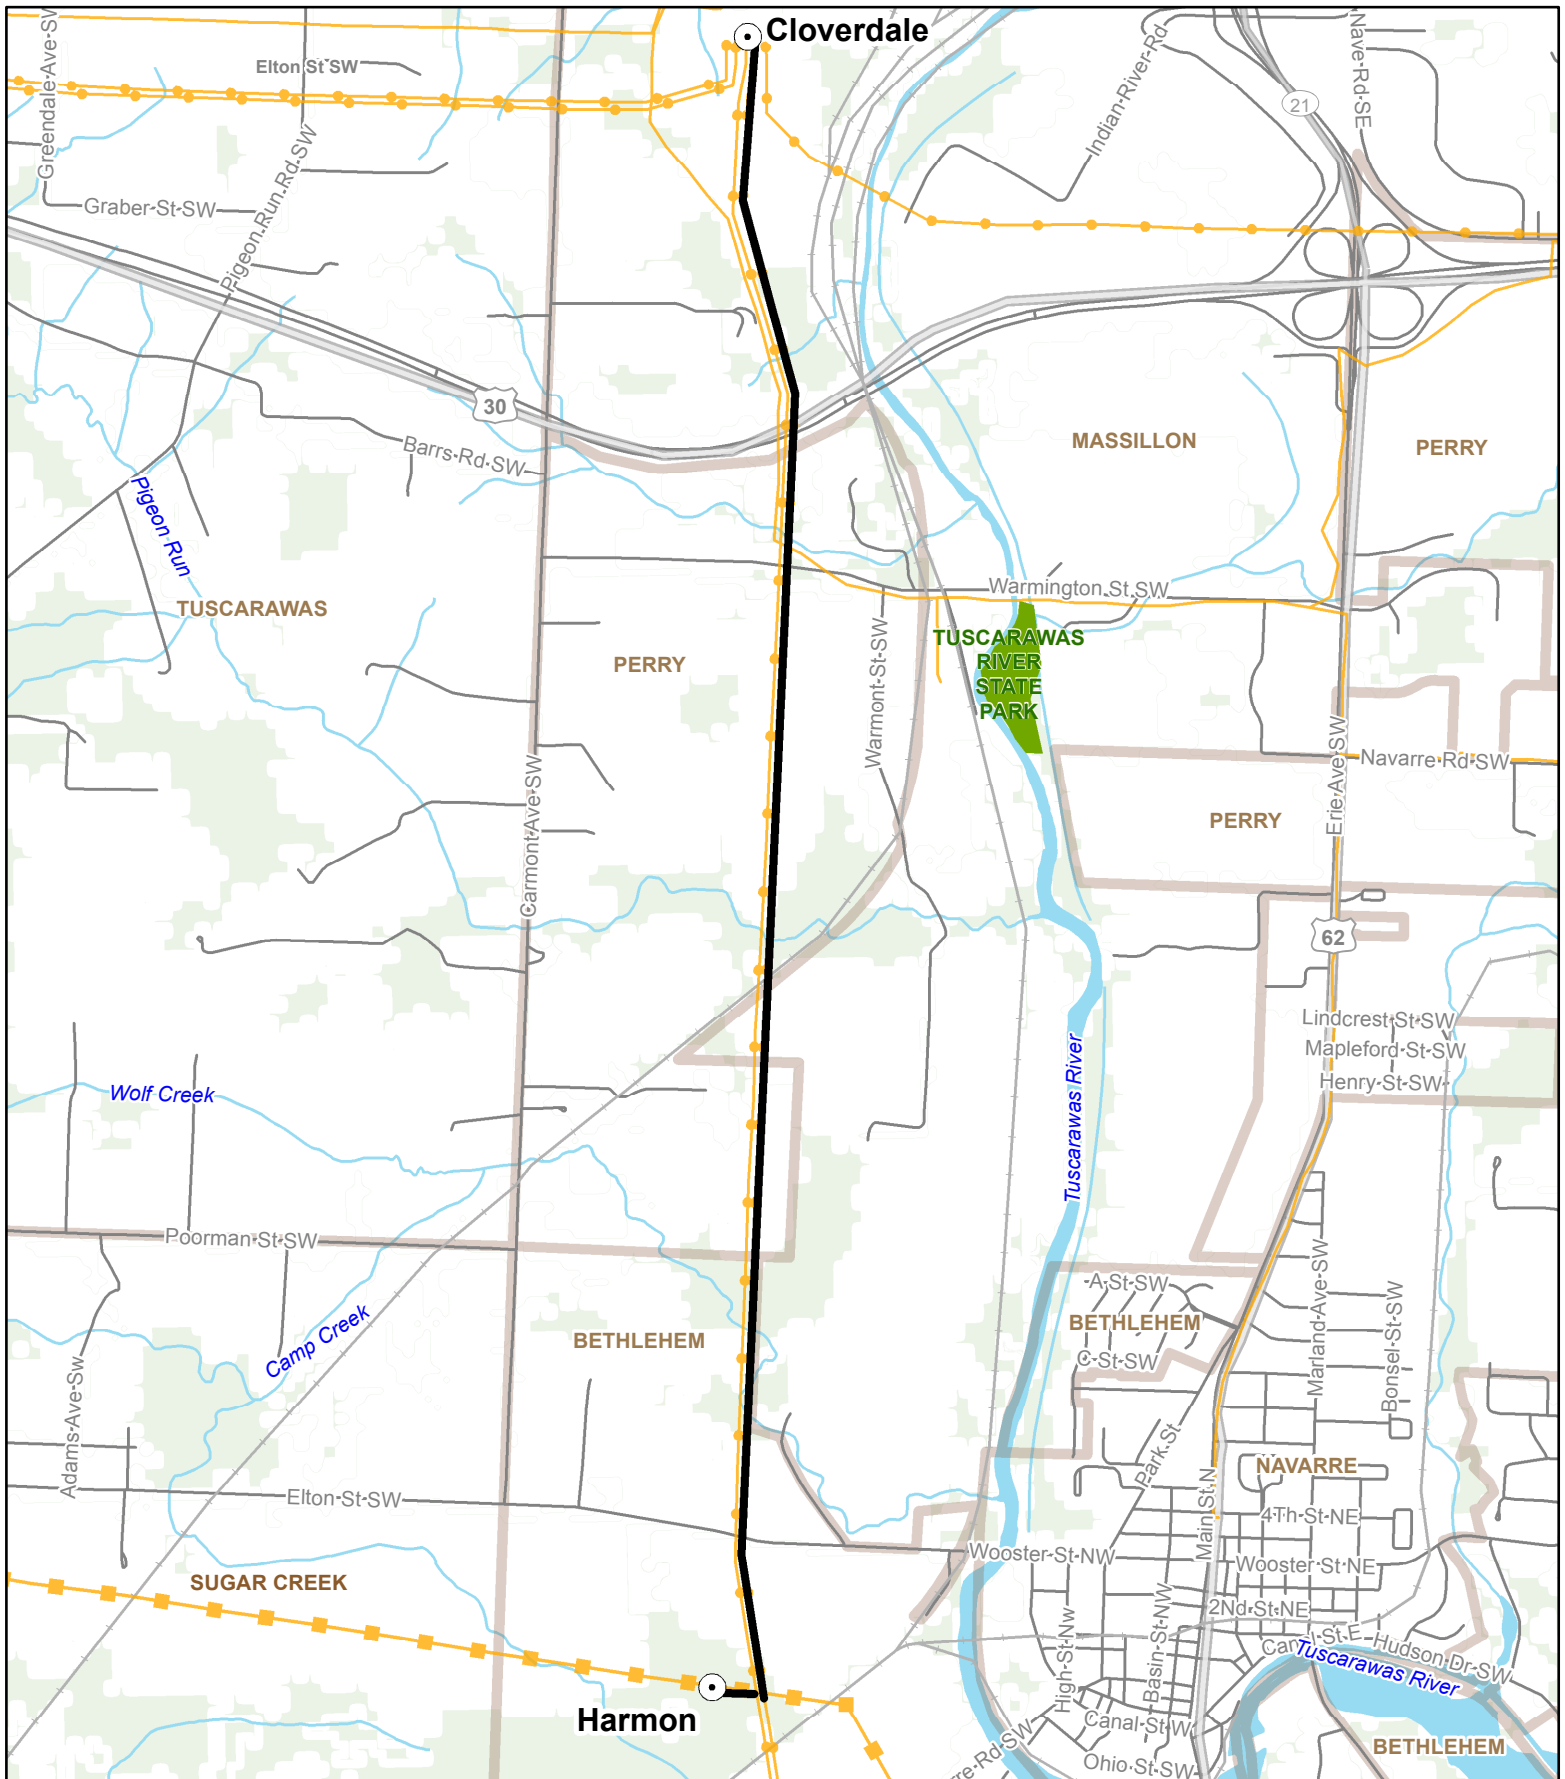 Cloverdale
Elton St SW
Greendale Ave SW
Nave Rd SE
21
Indian River Rd
Pigeon Run Rd SW
Graber St SW
30
Barrs Rd SW
MASSILLON
PERRY
Pigeon Run
TUSCARAWAS
Warmington St SW
PERRY
TUSCARAWAS
RIVER
STATE
PARK
Warmont St SW
Erie Ave SW
Navarre Rd SW
Carmont Ave SW
PERRY
62
Lindcrest St SW
Mapleford St SW
Henry St SW
Wolf Creek
Tuscarawas River
Poorman St SW
A St SW
BETHLEHEM
C St SW
Marland Ave SW
Bonsel St SW
Camp Creek
BETHLEHEM
Adams Ave Sw
Park St
NAVARRE
Elton St SW
Main St N
4Th St NE
Wooster St NW
Wooster St NE
SUGAR CREEK
2Nd St NE
High St Nw
Basin St NW
Canal St E
Hudson Dr SW
Tuscarawas River
Harmon
Canal St W
re Rd SW
Ohio St SW
BETHLEHEM